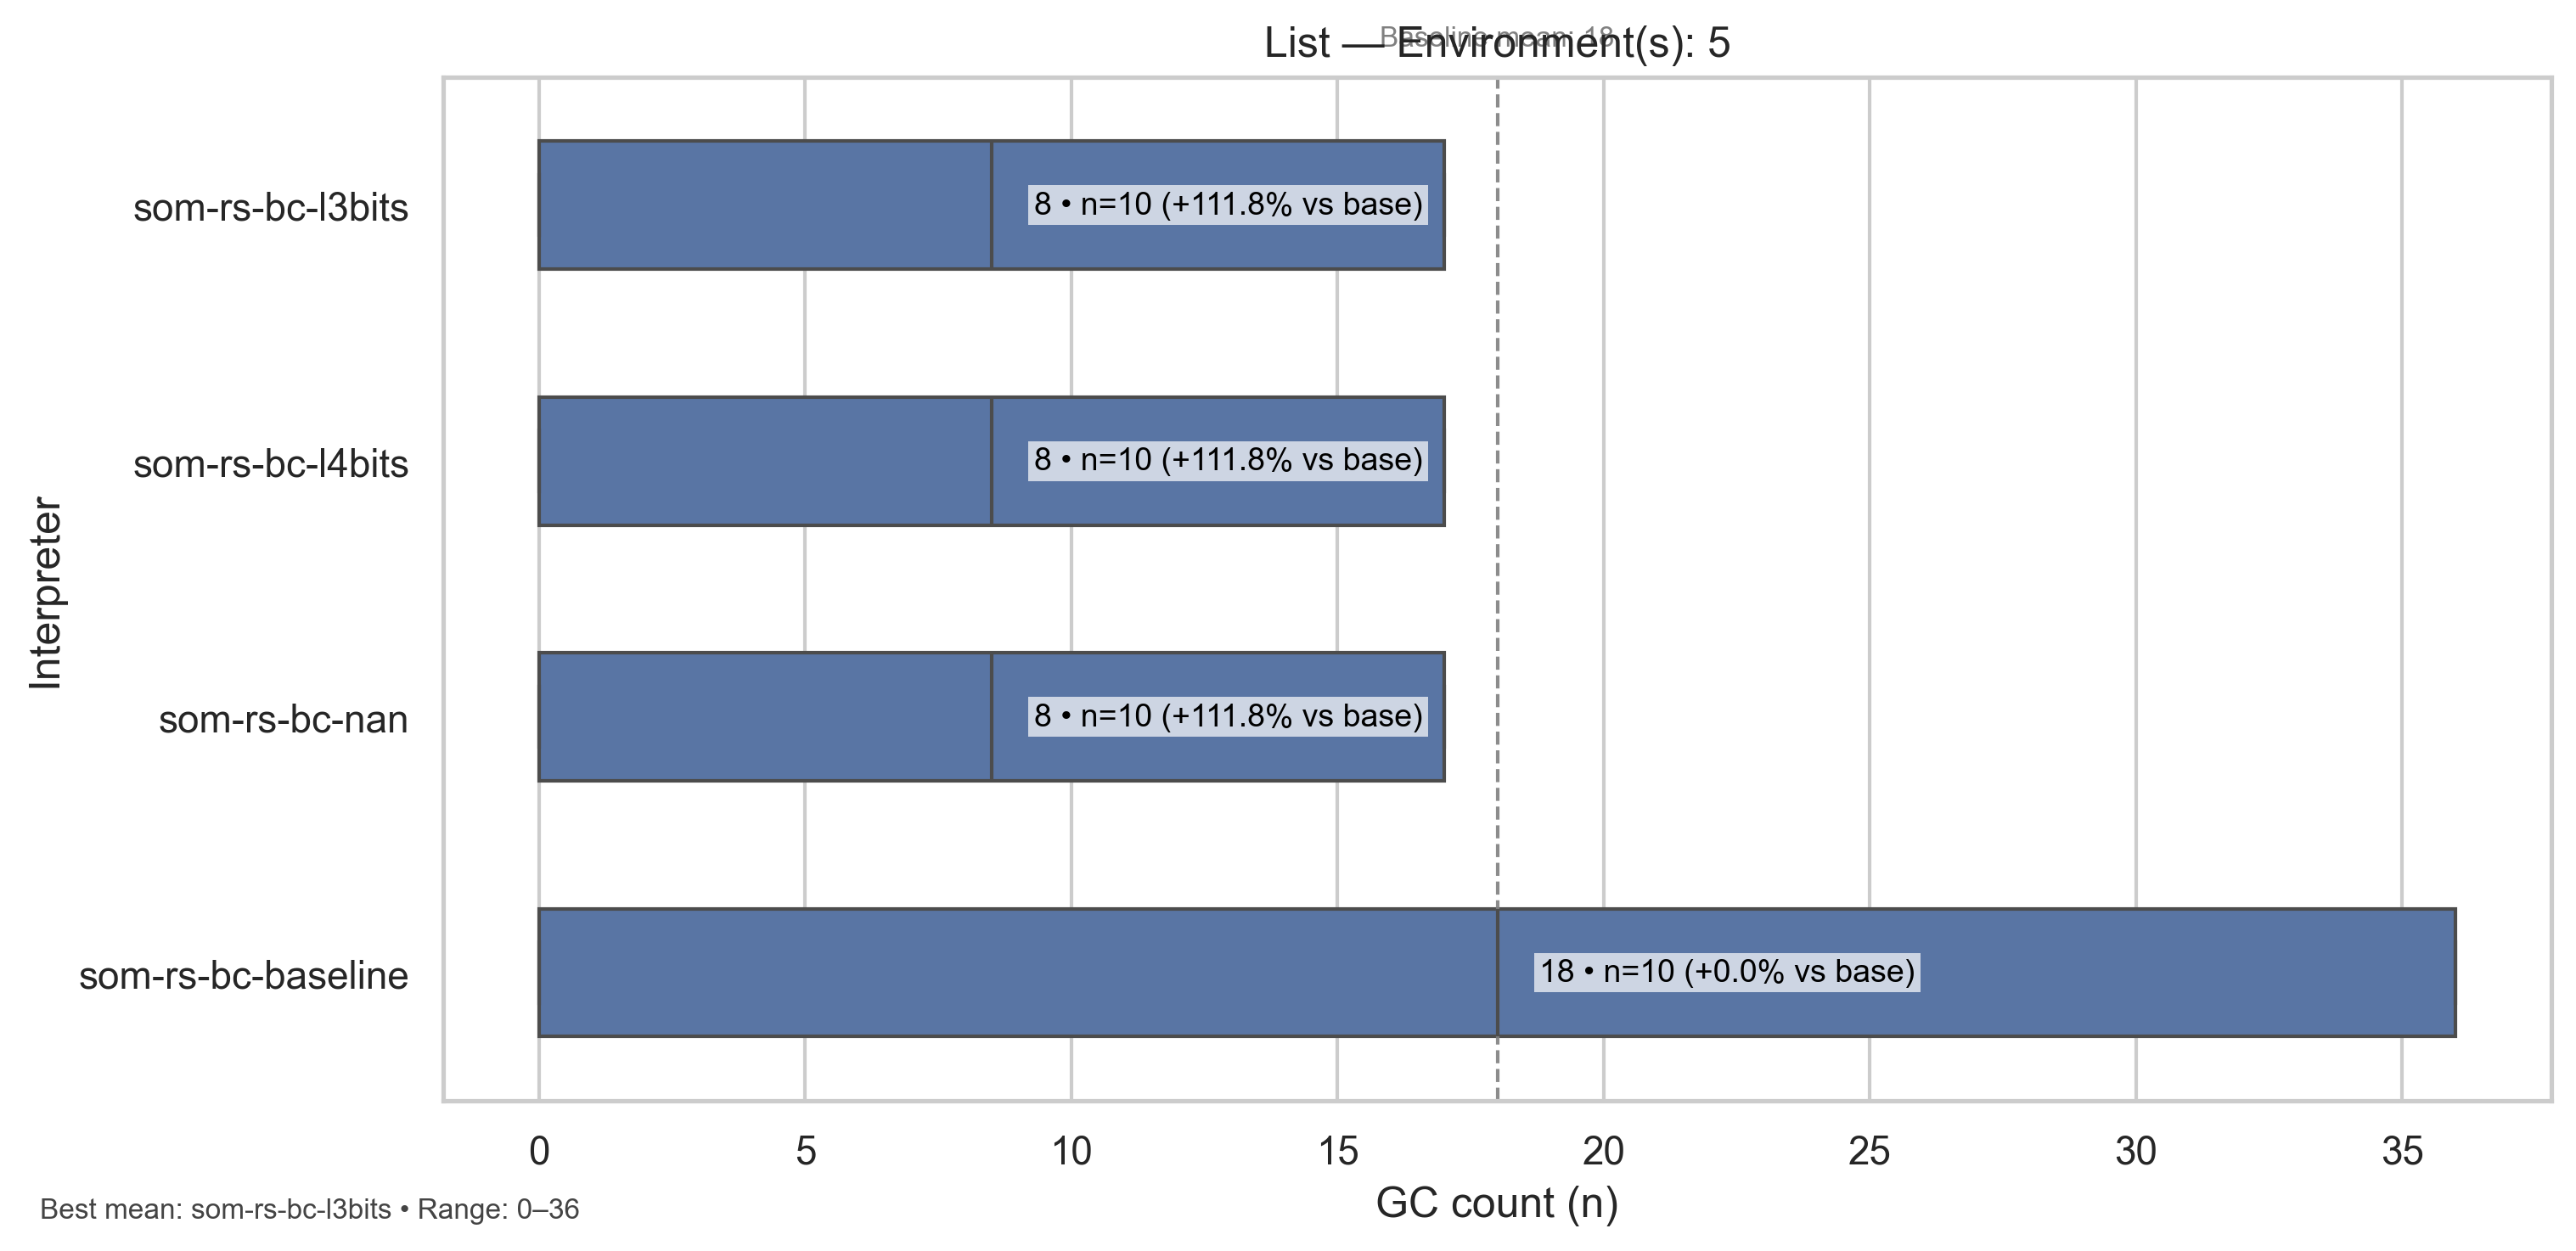 Baseline mean: 18
List — Environment(s): 5
som-rs-bc-l3bits
8 • n=10 (+111.8% vs base)
som-rs-bc-l4bits
8 • n=10 (+111.8% vs base)
som-rs-bc-nan
8 • n=10 (+111.8% vs base)
som-rs-bc-baseline
18 • n=10 (+0.0% vs base)
Interpreter
0 5 10 15 20 25 30 35
GC count (n)
Best mean: som-rs-bc-l3bits • Range: 0–36